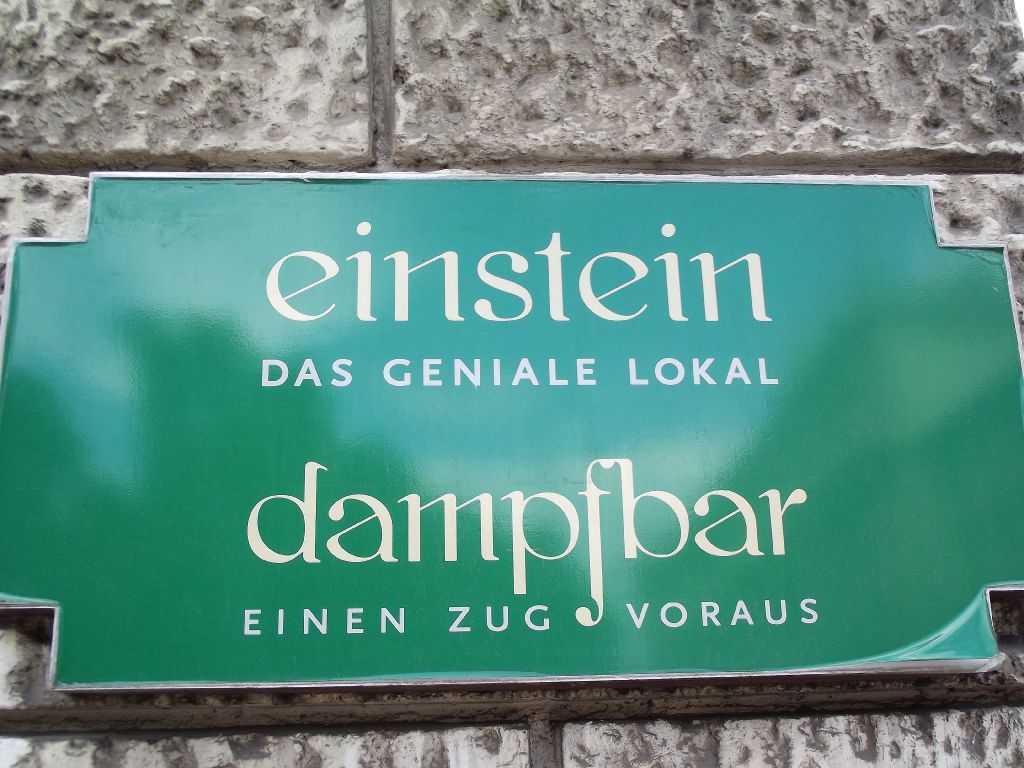 einstein
DAS GENIALE LOKAL
dampfbar
EINEN ZUG VORAUS